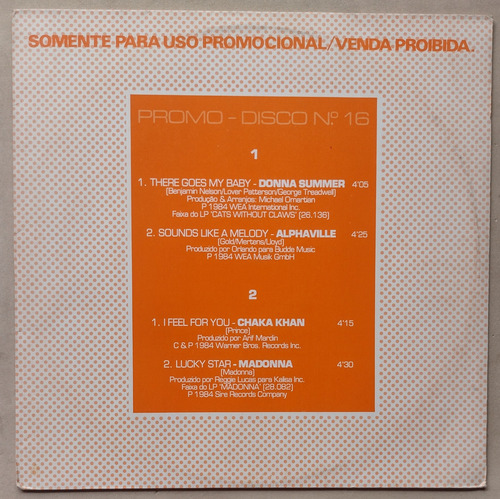 SOMENTE PARA USO PROMOCIONAL/VENDA PROIBIDA.
PROMO - DISCO N.º 16
1
1. THERE GOES MY BABY - DONNA SUMMER 4'05
(Benjamin Nelson/Lover Patterson/George Treadwell)
Produção & Arranjos: Michael Omartian
P 1984 WEA International Inc.
Faixa do LP 'CATS WITHOUT CLAWS' (26.136)
2. SOUNDS LIKE A MELODY - ALPHAVILLE 4'25
(Gold/Mertens/Lloyd)
Produzido por Orlando para Budde Music
P 1984 WEA Musik GmbH
2
1. I FEEL FOR YOU - CHAKA KHAN 4'15
(Prince)
Produzido por Arif Mardin
C & P 1984 Warner Bros. Records Inc.
2. LUCKY STAR - MADONNA 4'30
(Madonna)
Produzido por Reggie Lucas para Kalisa Inc.
Faixa do LP 'MADONNA' (28.082)
P 1984 Sire Records Company